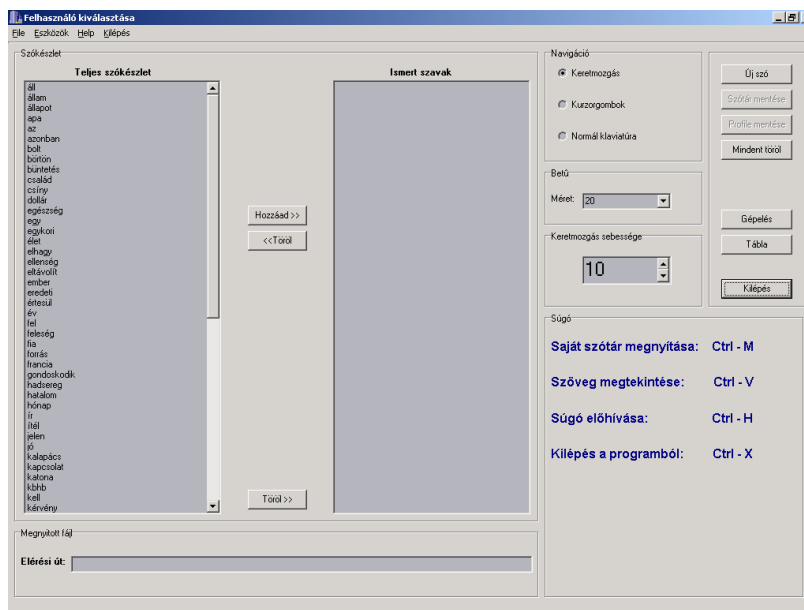 Felhasználó kiválasztása
File Eszközök Help Kilépés
Szókészlet
Teljes szókészlet
áll
állam
állapot
apa
az
azonban
bolt
börtön
büntetés
család
csíny
dollár
egészség
egy
egykori
élet
elhagy
ellenség
eltávolít
ember
eredeti
értesül
év
fel
feleség
fia
forrás
francia
gondoskodik
hadsereg
hatalom
hónap
ír
ítél
jelen
jó
kalapács
kapcsolat
katona
kbhb
kell
kérvény
Hozzáad >>
<<Töröl
Töröl >>
Ismert szavak
Megnyitott fájl
Elérési út:
Navigáció
Keretmozgás
Kurzorgombok
Normál klaviatúra
Betű
Méret: 20
Keretmozgás sebessége
10
Új szó
Szótár mentése
Profile mentése
Mindent töröl
Gépelés
Tábla
Kilépés
Súgó
Saját szótár megnyítása: Ctrl - M
Szöveg megtekintése: Ctrl - V
Súgó előhívása: Ctrl - H
Kilépés a programból: Ctrl - X